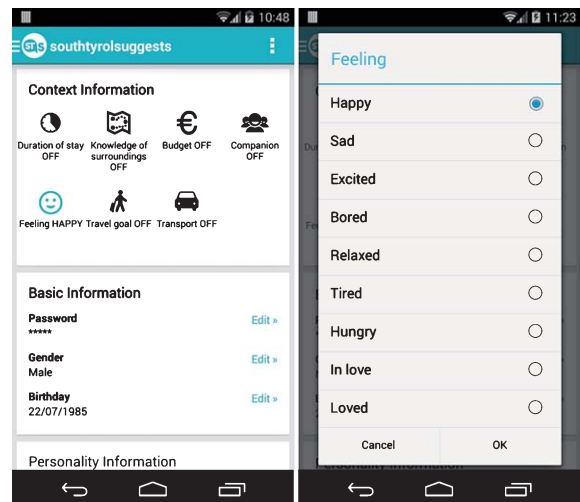 10:48
STS southtyrolsuggests
Context Information
Duration of stay OFF
Knowledge of surroundings OFF
Budget OFF
Companion OFF
Feeling HAPPY
Travel goal OFF
Transport OFF
Basic Information
Password
Edit »
*****
Gender
Edit »
Male
Birthday
Edit »
22/07/1985
Personality Information
11:23
Feeling
Happy
Sad
Excited
Bored
Relaxed
Tired
Hungry
In love
Loved
Cancel
OK